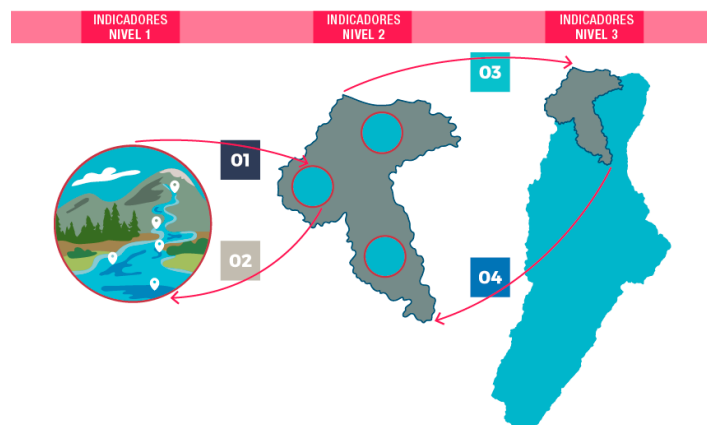 INDICADORES
NIVEL 1
INDICADORES
NIVEL 2
INDICADORES
NIVEL 3
03
01
02
04